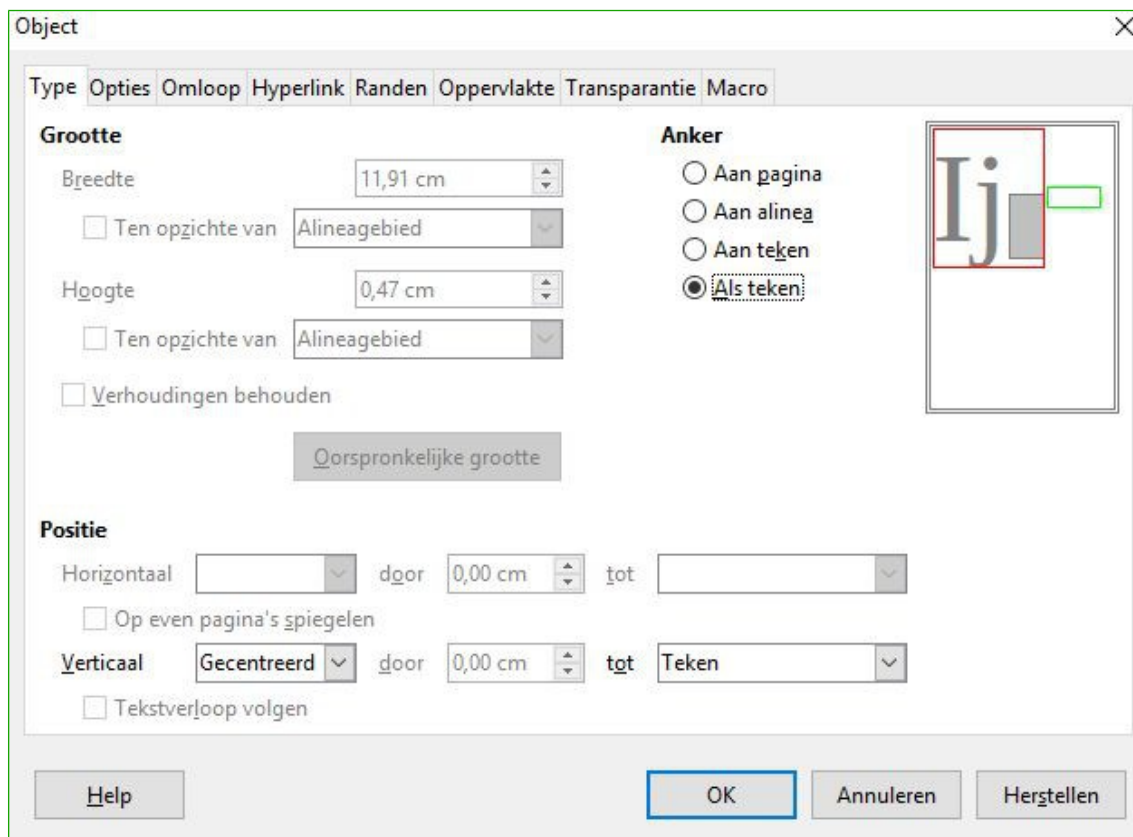 Object
Type Opties Omloop Hyperlink Randen Oppervlakte Transparantie Macro
Grootte
Breedte 11,91 cm
Ten opzichte van Alineagebied
Hoogte 0,47 cm
Ten opzichte van Alineagebied
Verhoudingen behouden
Oorspronkelijke grootte
Anker
Aan pagina
Aan alinea
Aan teken
Als teken
Ij
Positie
Horizontaal door 0,00 cm tot
Op even pagina's spiegelen
Verticaal Gecentreerd door 0,00 cm tot Teken
Tekstverloop volgen
Help OK Annuleren Herstellen